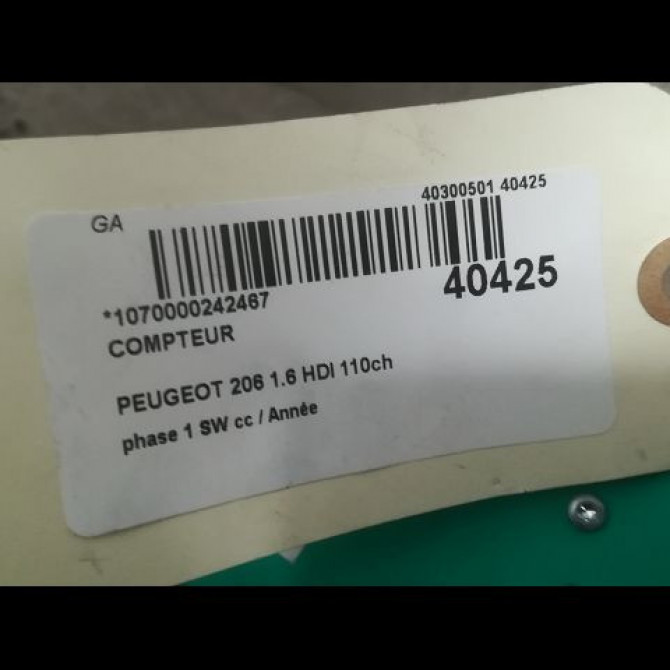 GA
40300501 40425
*1070000242467
40425
COMPTEUR
PEUGEOT 206 1.6 HDI 110ch
phase 1 SW cc / Année